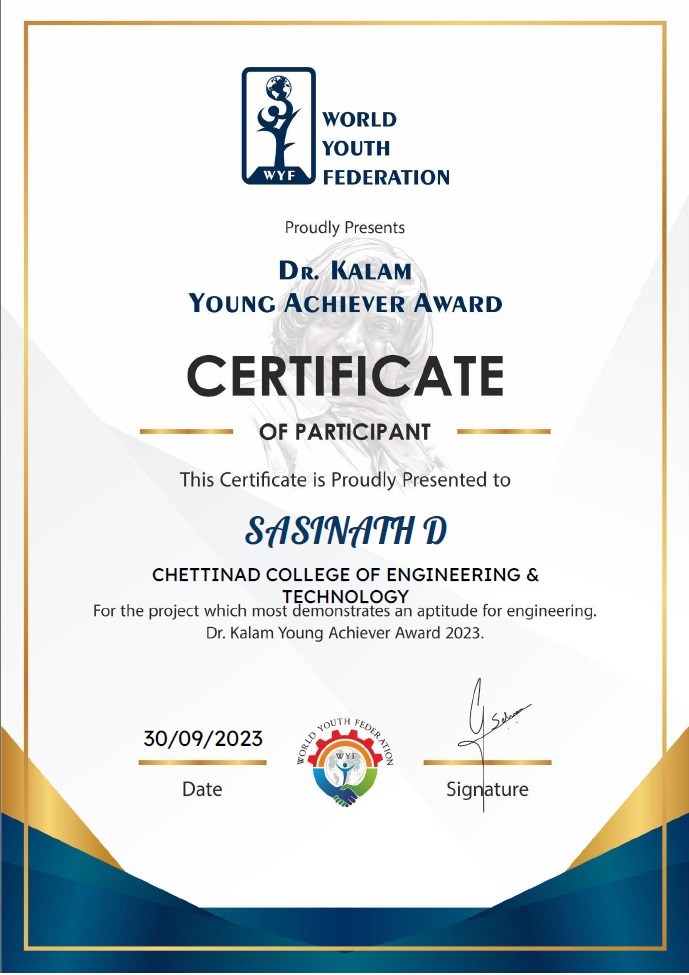 WORLD
YOUTH
FEDERATION
WYF
Proudly Presents
DR. KALAM
YOUNG ACHIEVER AWARD
CERTIFICATE
OF PARTICIPANT
This Certificate is Proudly Presented to
SASINATH D
CHETTINAD COLLEGE OF ENGINEERING &
TECHNOLOGY
For the project which most demonstrates an aptitude for engineering.
Dr. Kalam Young Achiever Award 2023.
30/09/2023
Date
WORLD YOUTH FEDERATION
WYF
Signature